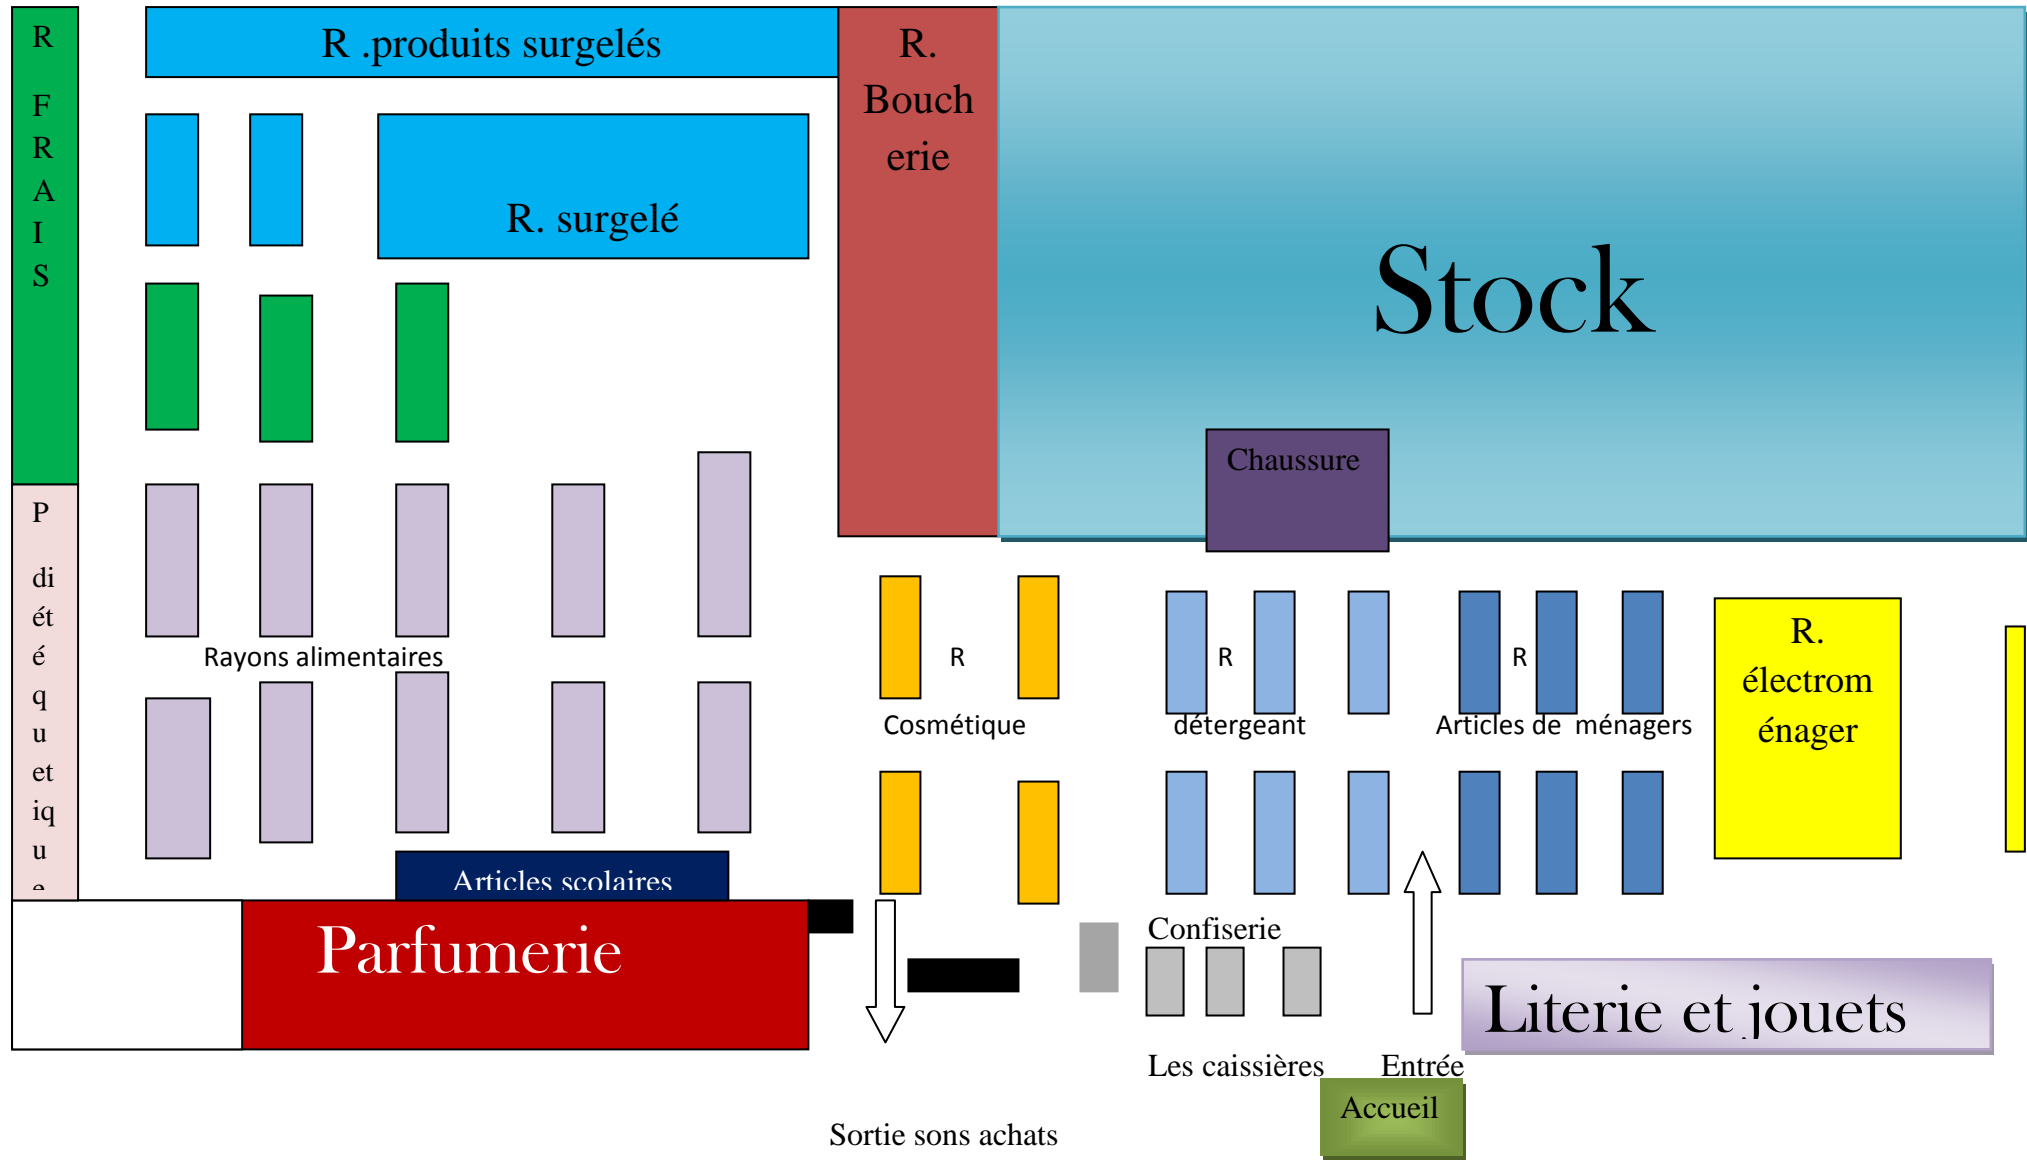 R
F
R
A
I
S
R .produits surgelés
R.
Bouch
erie
R. surgelé
Stock
Chaussure
P
di
ét
é
q
u
et
iq
u
e
Rayons alimentaires
R
Cosmétique
R
détergeant
R
Articles de  ménagers
R.
électrom
énager
Articles scolaires
Parfumerie
Confiserie
Literie et jouets
Les caissières
Entrée
Accueil
Sortie sons achats